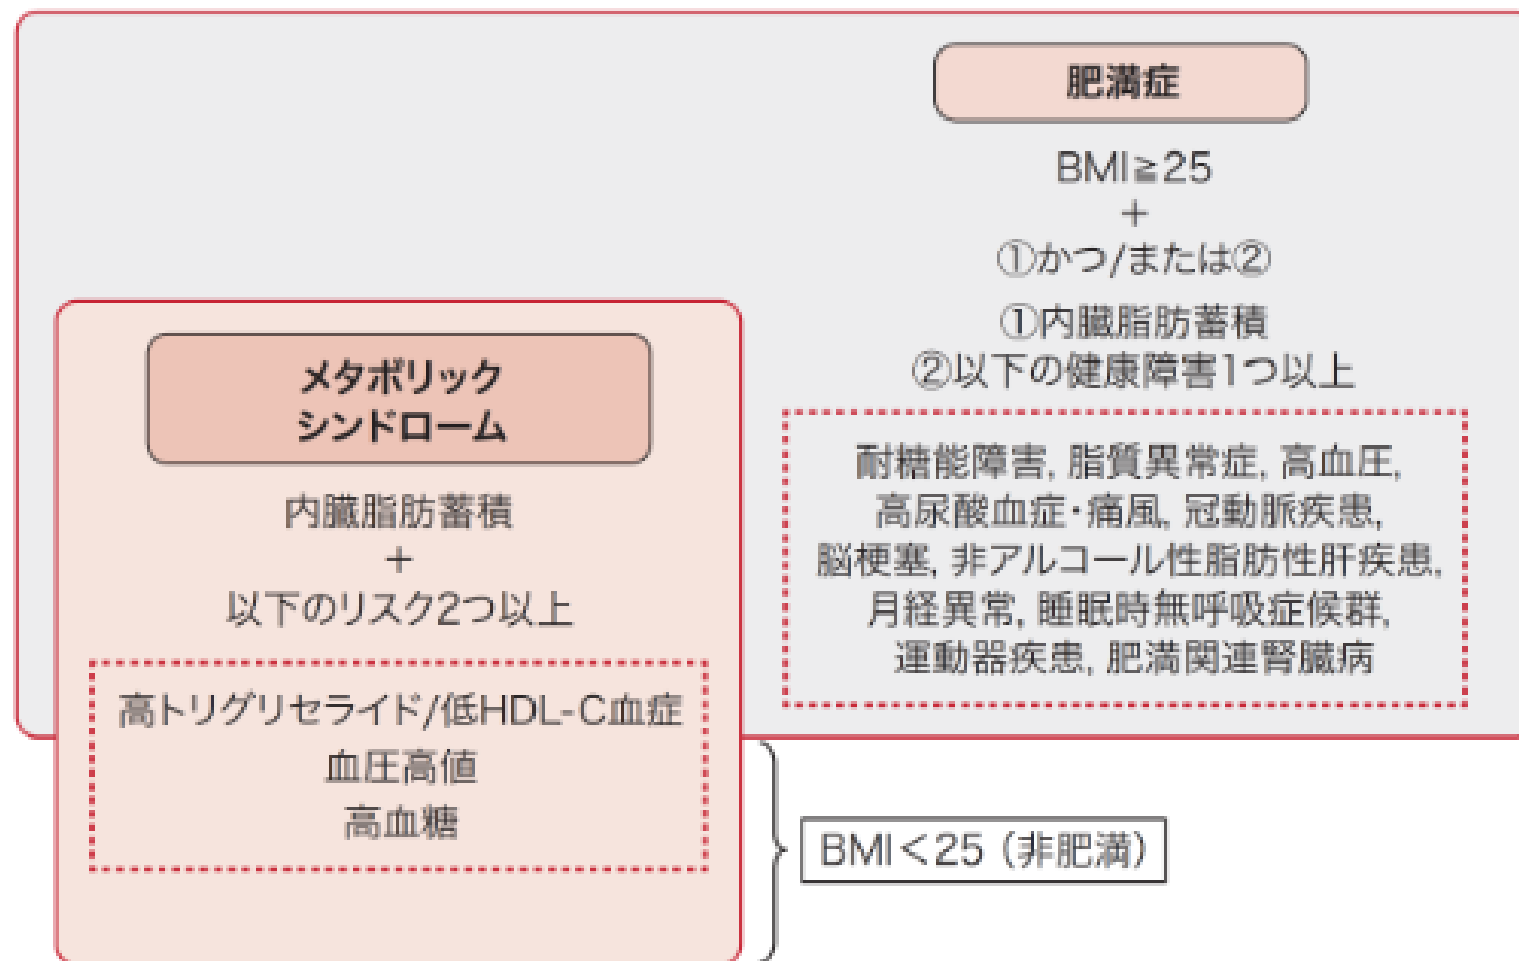 肥満症
BMI≧25
+
①かつ/または②
①内臓脂肪蓄積
②以下の健康障害1つ以上
耐糖能障害, 脂質異常症, 高血圧,
高尿酸血症・痛風, 冠動脈疾患,
脳梗塞, 非アルコール性脂肪性肝疾患,
月経異常, 睡眠時無呼吸症候群,
運動器疾患, 肥満関連腎臓病
メタボリック
シンドローム
内臓脂肪蓄積
+
以下のリスク2つ以上
高トリグリセライド/低HDL-C血症
血圧高値
高血糖
BMI<25（非肥満）